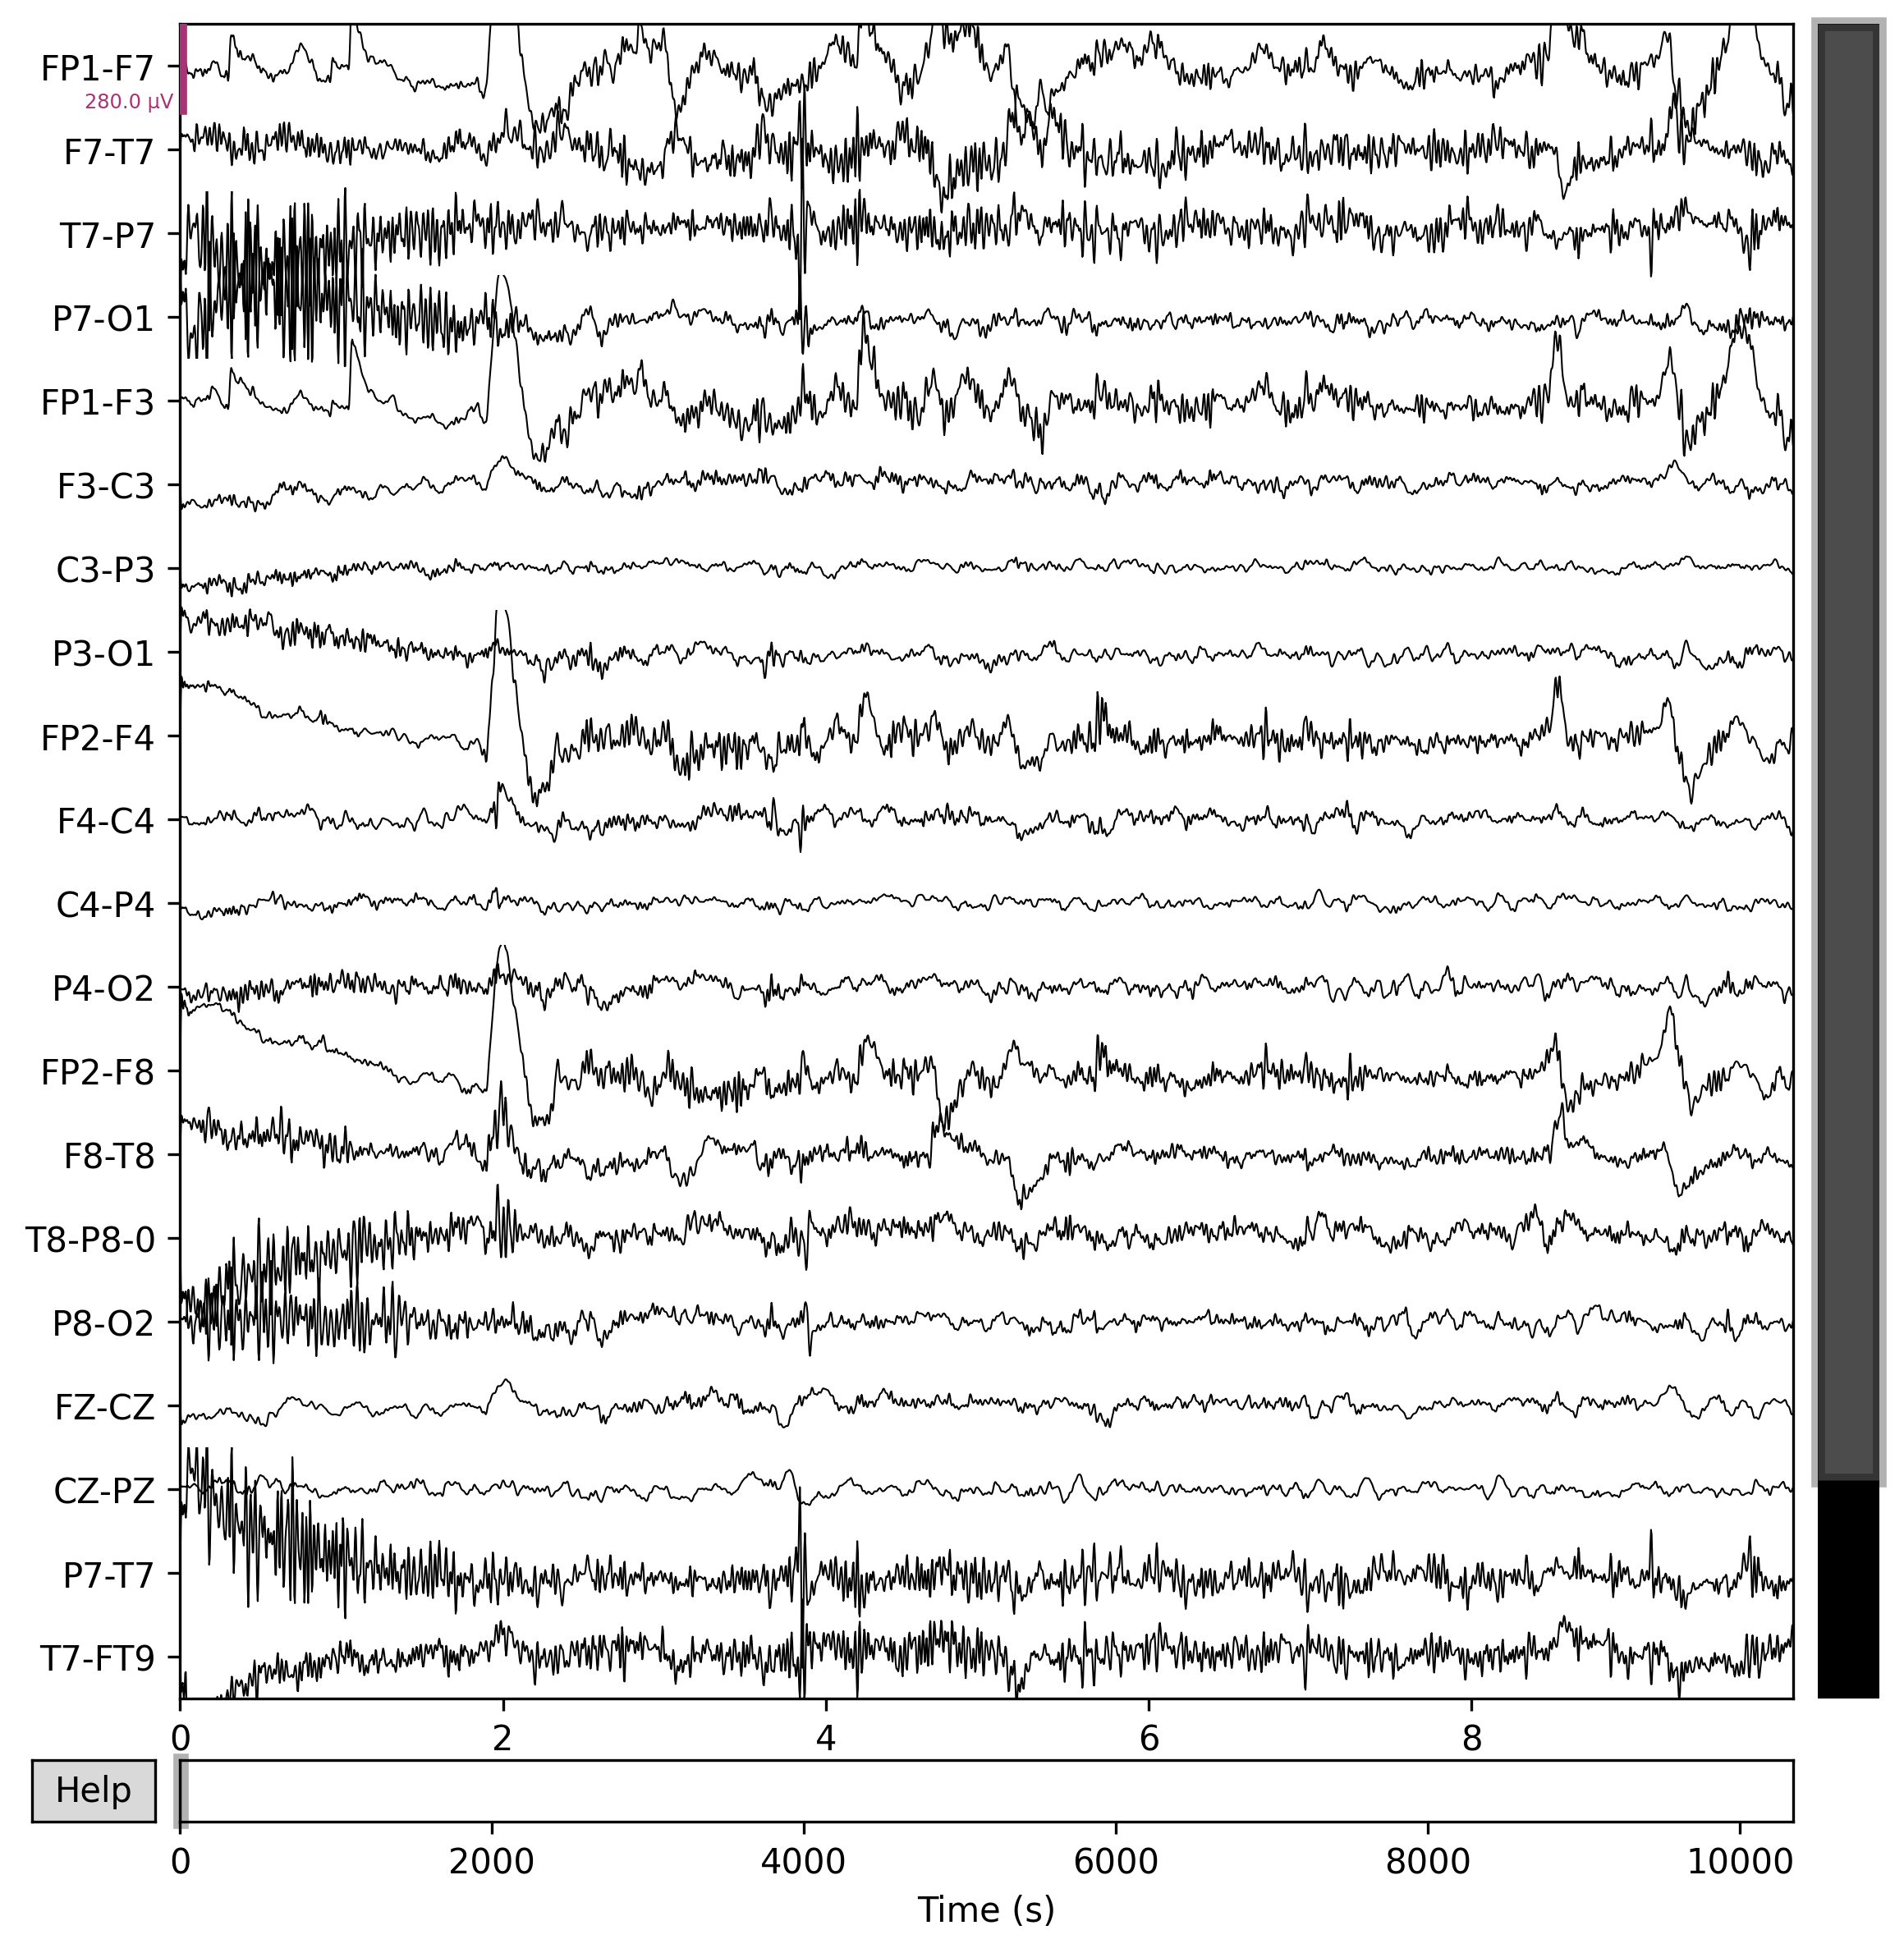 FP1-F7
280.0 µV
F7-T7
T7-P7
P7-O1
FP1-F3
F3-C3
C3-P3
P3-O1
FP2-F4
F4-C4
C4-P4
P4-O2
FP2-F8
F8-T8
T8-P8-0
P8-O2
FZ-CZ
CZ-PZ
P7-T7
T7-FT9
0 2 4 6 8
Help
0 2000 4000 6000 8000 10000
Time (s)